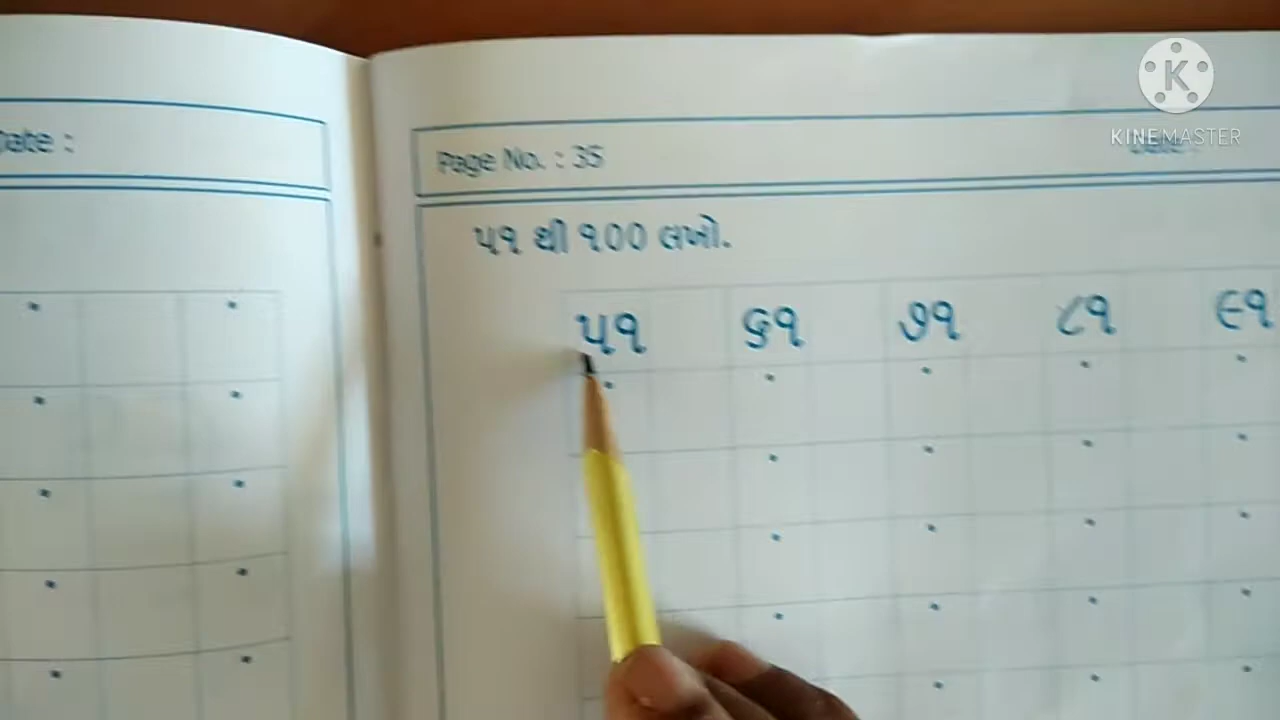 K
KINEMASTER
Date :
Page No. : 35
૫૧ થી ૧૦૦ લખો.
૫૧ ૬૧ ૭૧ ૮૧ ૯૧